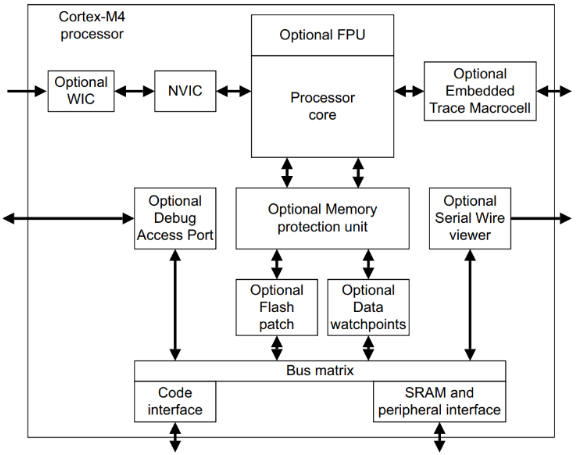 Cortex-M4
processor
Optional FPU
Optional
WIC
NVIC
Processor
core
Optional
Embedded
Trace Macrocell
Optional
Debug
Access Port
Optional Memory
protection unit
Optional
Serial Wire
viewer
Optional
Flash
patch
Optional
Data
watchpoints
Bus matrix
Code
interface
SRAM and
peripheral interface